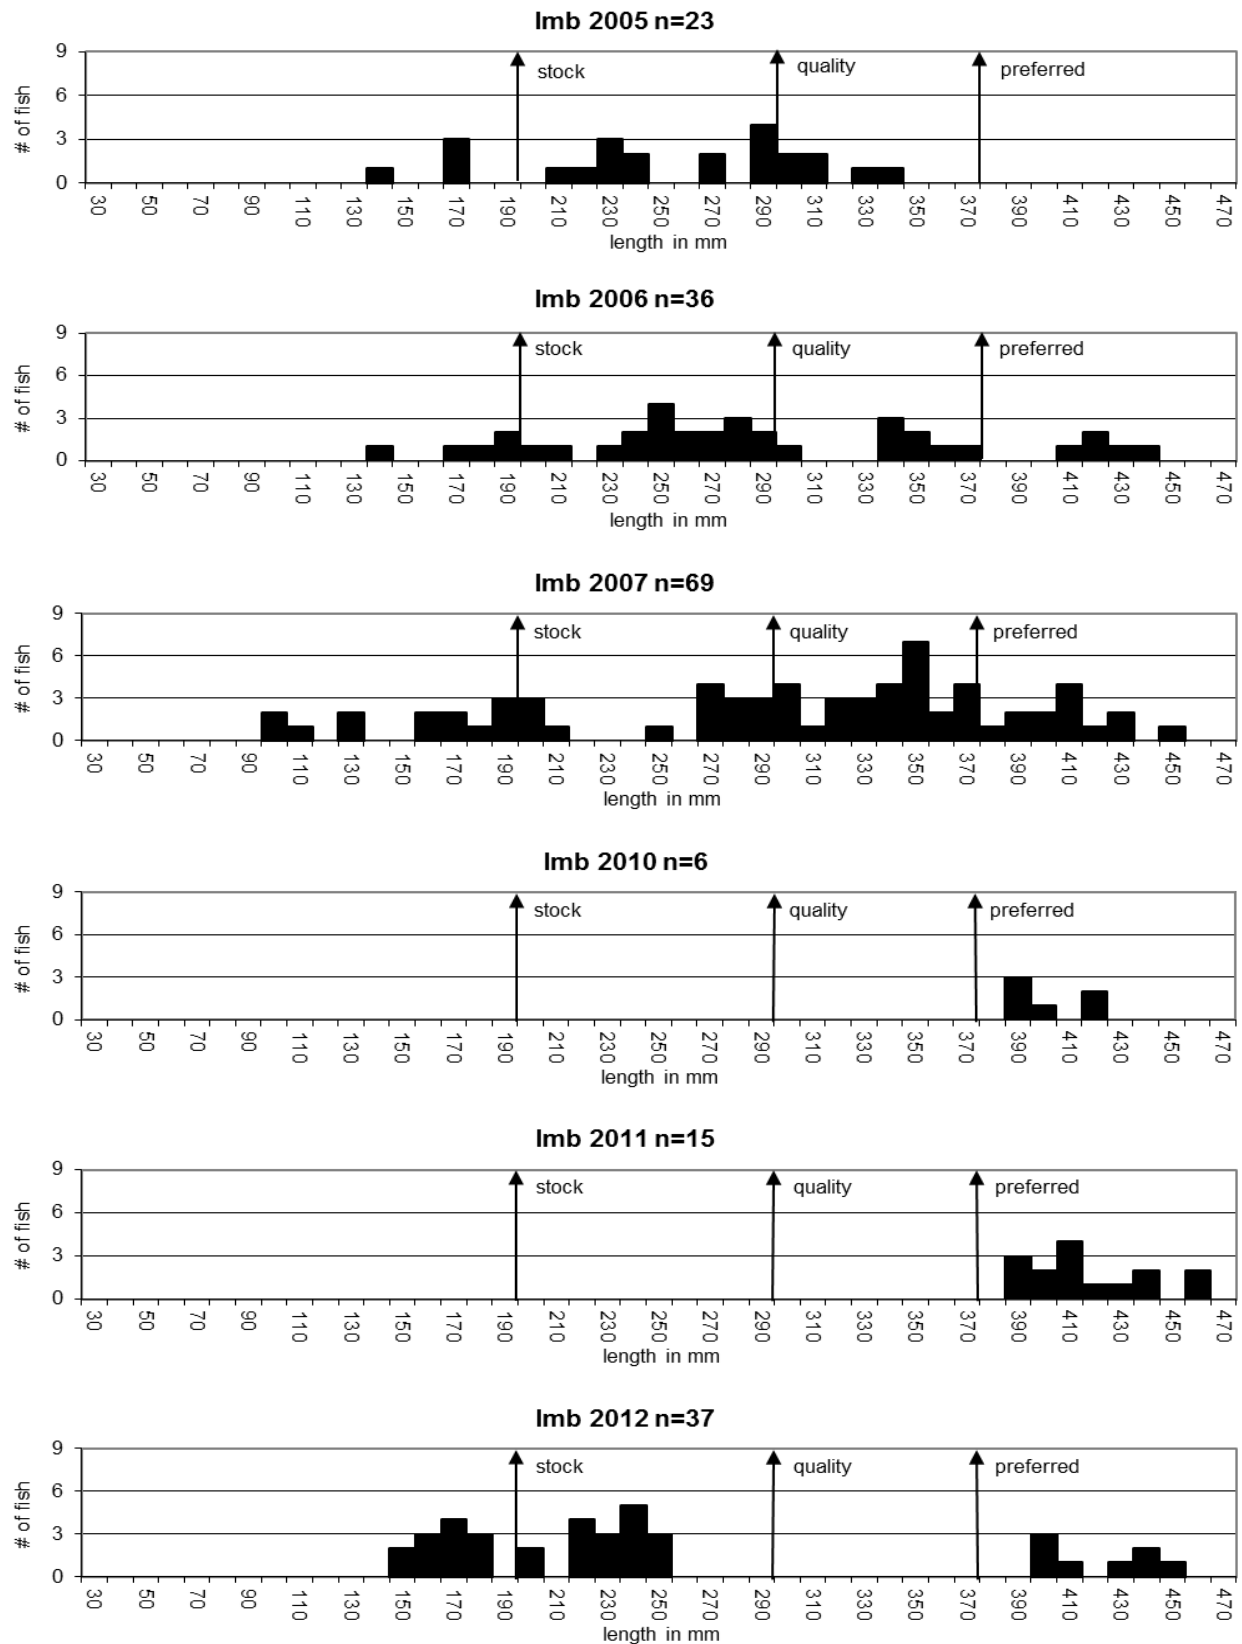 lmb 2005 n=23
9
stock
quality
preferred
6
3
0
# of fish
30 50 70 90 110 130 150 170 190 210 230 250 270 290 310 330 350 370 390 410 430 450 470
length in mm
lmb 2006 n=36
9
stock
quality
preferred
6
3
0
# of fish
30 50 70 90 110 130 150 170 190 210 230 250 270 290 310 330 350 370 390 410 430 450 470
length in mm
lmb 2007 n=69
9
stock
quality
preferred
6
3
0
# of fish
30 50 70 90 110 130 150 170 190 210 230 250 270 290 310 330 350 370 390 410 430 450 470
length in mm
lmb 2010 n=6
9
stock
quality
preferred
6
3
0
# of fish
30 50 70 90 110 130 150 170 190 210 230 250 270 290 310 330 350 370 390 410 430 450 470
length in mm
lmb 2011 n=15
9
stock
quality
preferred
6
3
0
# of fish
30 50 70 90 110 130 150 170 190 210 230 250 270 290 310 330 350 370 390 410 430 450 470
length in mm
lmb 2012 n=37
9
stock
quality
preferred
6
3
0
# of fish
30 50 70 90 110 130 150 170 190 210 230 250 270 290 310 330 350 370 390 410 430 450 470
length in mm